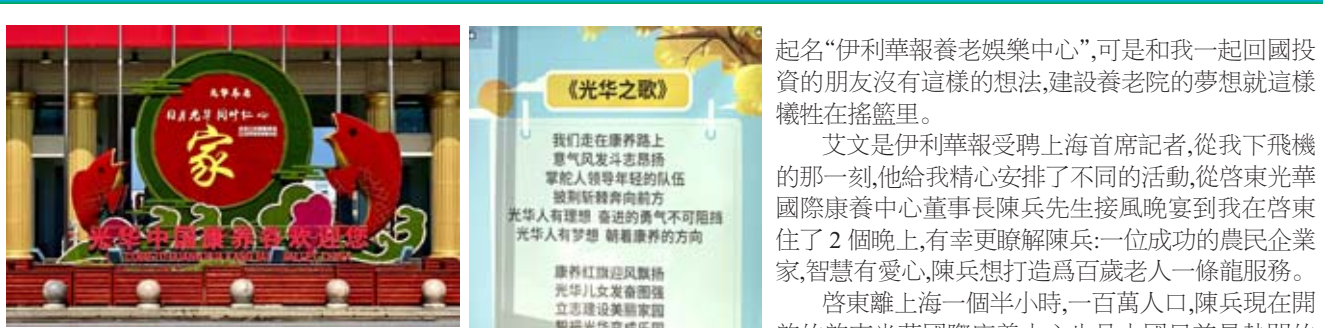 光华养老
日月光华 同叶仁心
家
光华中国康养谷欢迎您
《光华之歌》
我们走在康养路上
意气风发斗志昂扬
掌舵人领导年轻的队伍
披荆斩棘奔向前方
光华人有理想 奋进的勇气不可阻挡
光华人有梦想 朝着康养的方向
康养红旗迎风飘扬
光华儿女发奋图强
立志建设美丽家园
起名“伊利華報養老娛樂中心”,可是和我一起回國投
資的朋友沒有這樣的想法,建設養老院的夢想就這樣
犧牲在搖籃里。
艾文是伊利華報受聘上海首席記者,從我下飛機
的那一刻,他給我精心安排了不同的活動,從啓東光華
國際康養中心董事長陳兵先生接風晚宴到我在啓東
住了 2 個晚上,有幸更瞭解陳兵:一位成功的農民企業
家,智慧有愛心,陳兵想打造爲百歲老人一條龍服務。
啓東離上海一個半小時,一百萬人口,陳兵現在開